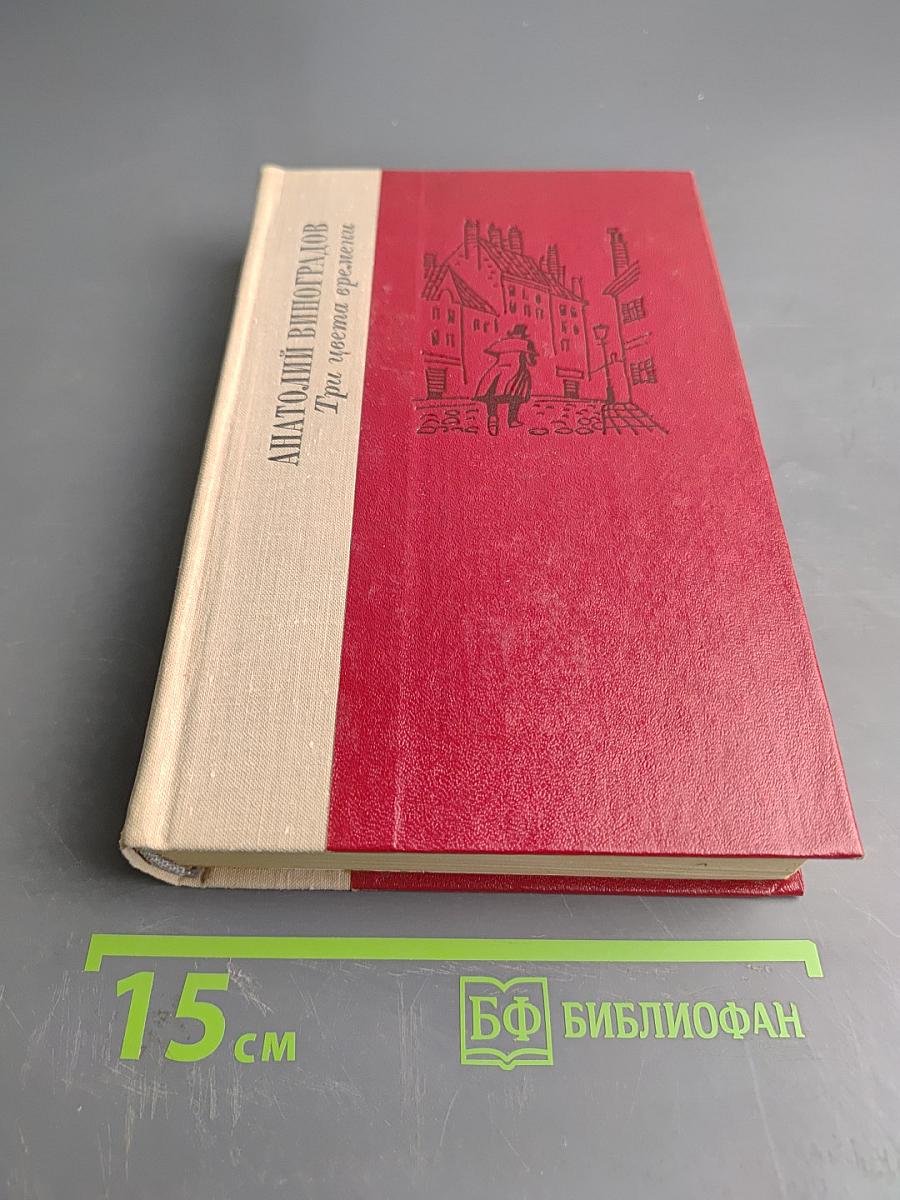 АНАТОЛИЙ ВИНОГРАДОВ
Три цвета времени
15 см
БФ БИБЛИОФАН